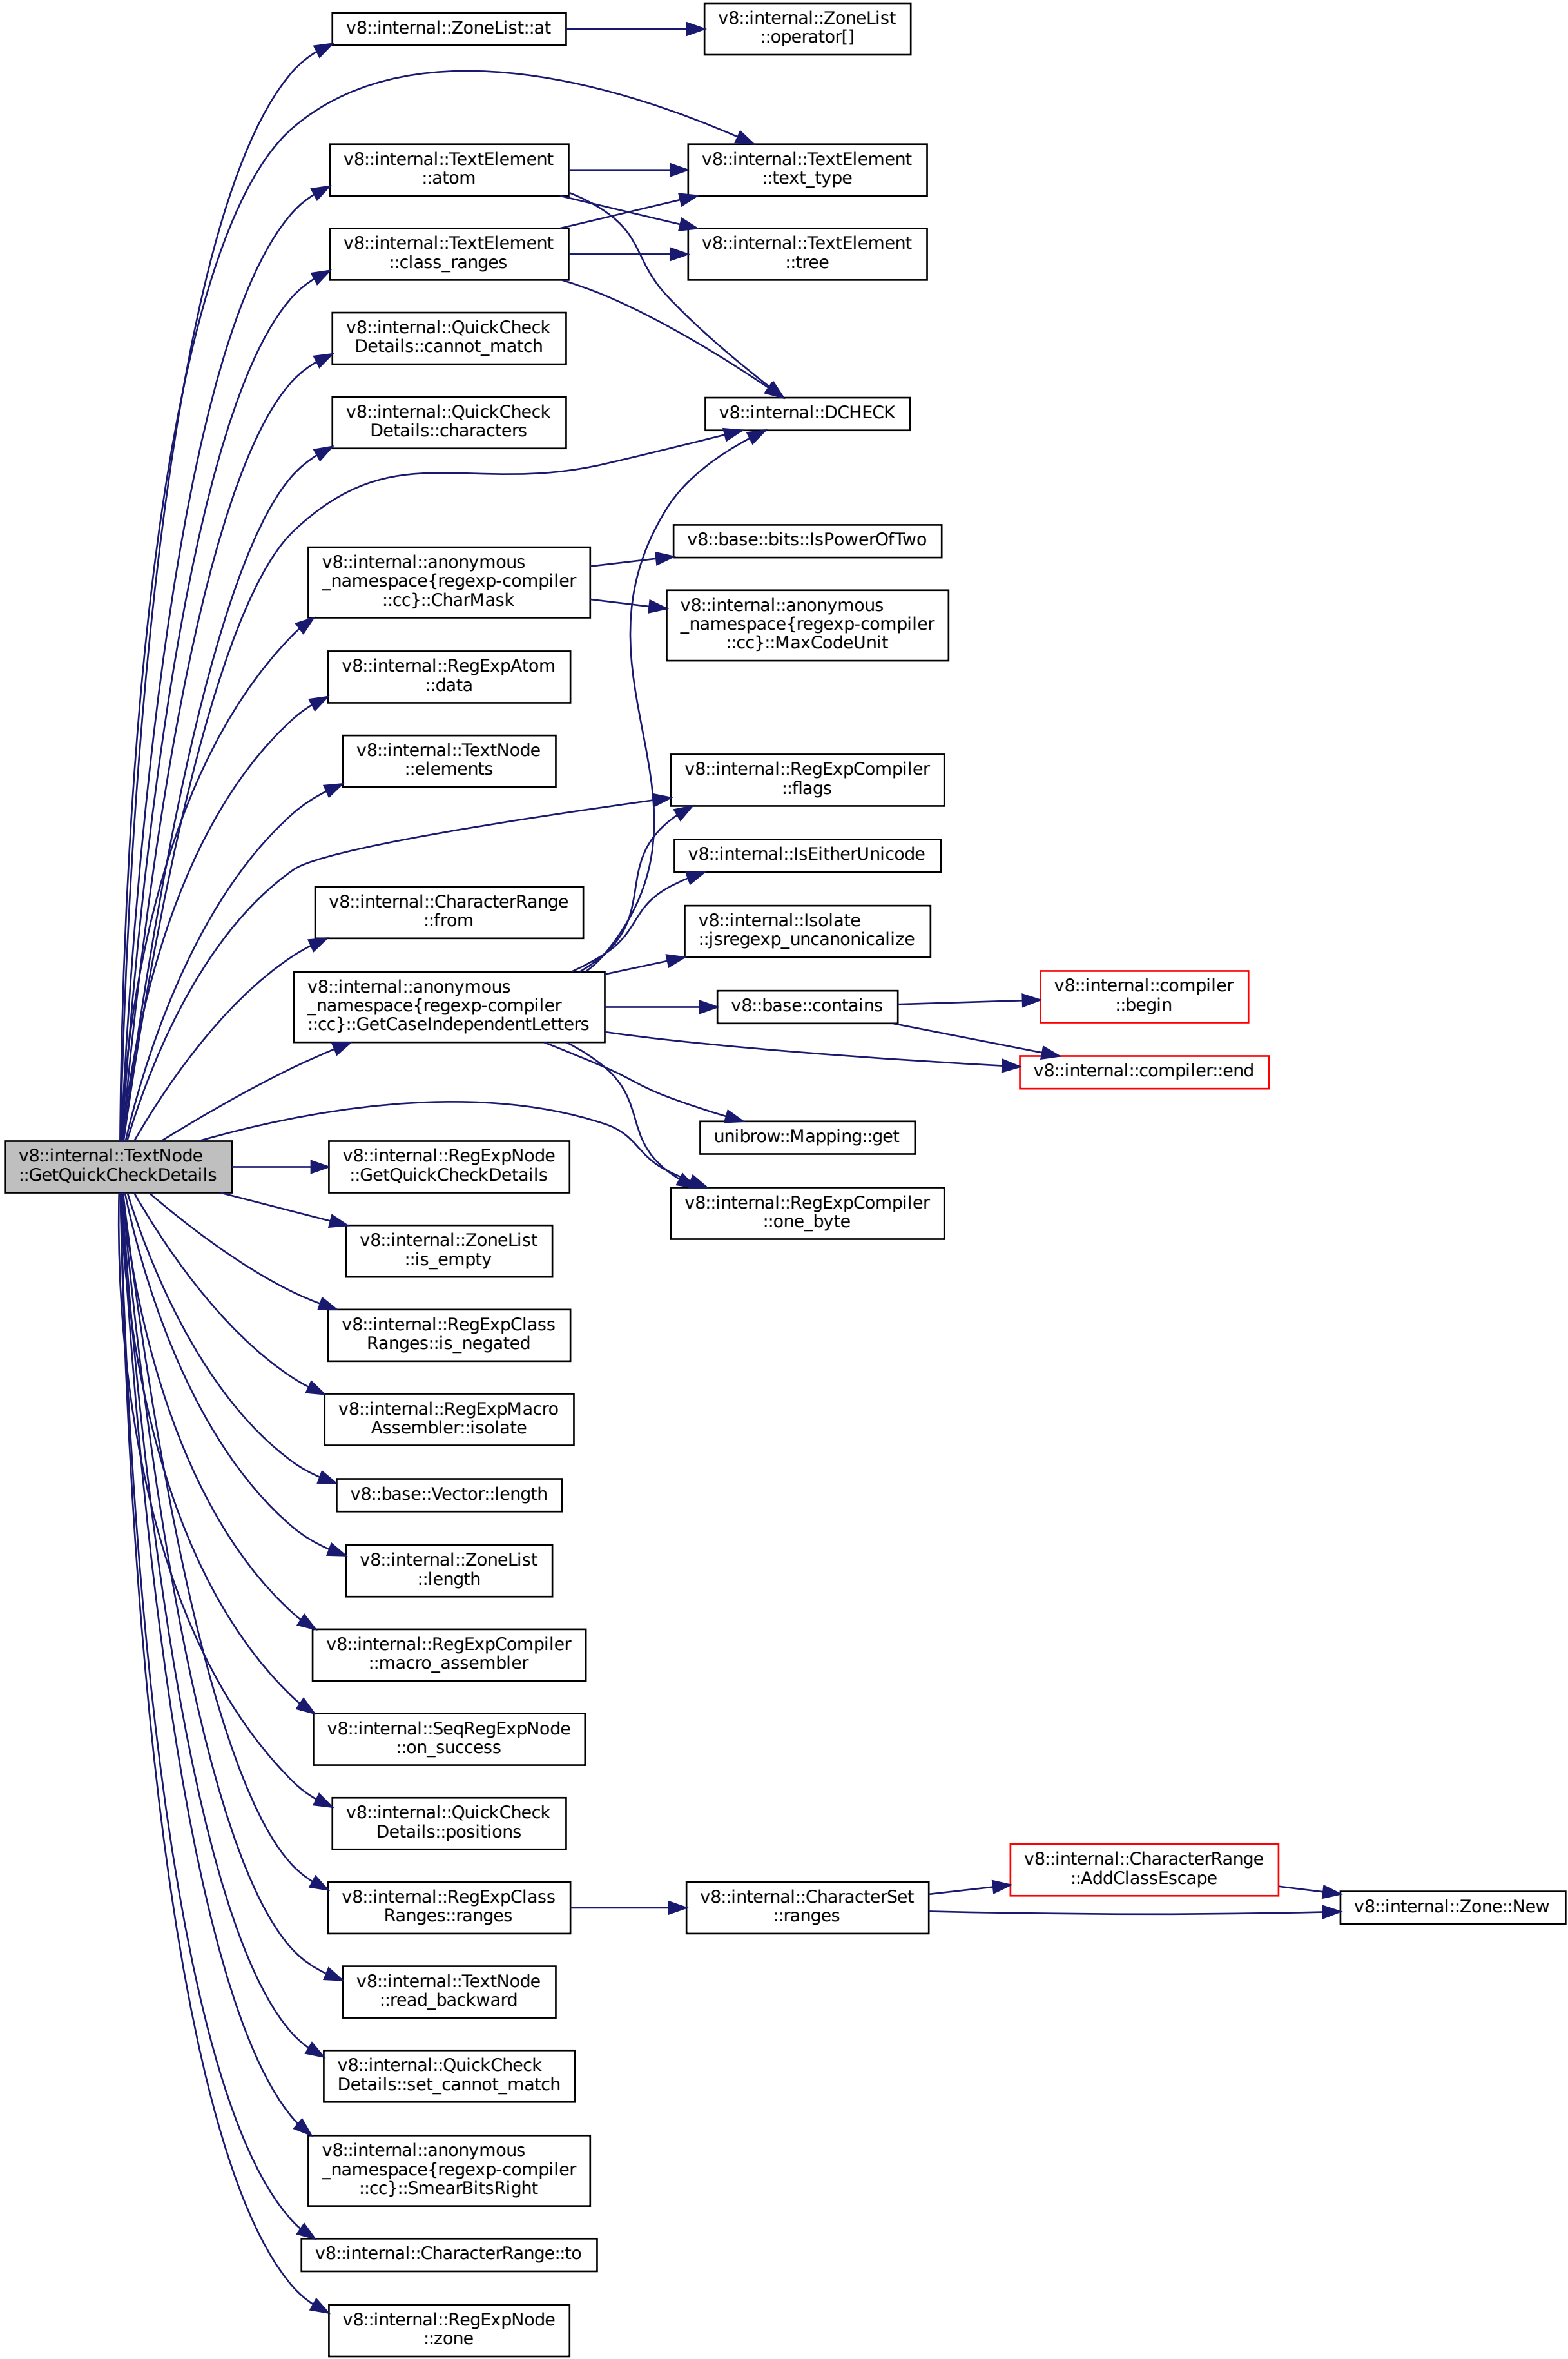 v8::internal::ZoneList::at
v8::internal::ZoneList
::operator[]
v8::internal::TextElement
::atom
v8::internal::TextElement
::text_type
v8::internal::TextElement
::class_ranges
v8::internal::TextElement
::tree
v8::internal::QuickCheck
Details::cannot_match
v8::internal::QuickCheck
Details::characters
v8::internal::DCHECK
v8::internal::anonymous
_namespace{regexp-compiler
::cc}::CharMask
v8::base::bits::IsPowerOfTwo
v8::internal::anonymous
_namespace{regexp-compiler
::cc}::MaxCodeUnit
v8::internal::RegExpAtom
::data
v8::internal::TextNode
::elements
v8::internal::RegExpCompiler
::flags
v8::internal::IsEitherUnicode
v8::internal::CharacterRange
::from
v8::internal::Isolate
::jsregexp_uncanonicalize
v8::internal::anonymous
_namespace{regexp-compiler
::cc}::GetCaseIndependentLetters
v8::base::contains
v8::internal::compiler
::begin
v8::internal::compiler::end
unibrow::Mapping::get
v8::internal::TextNode
::GetQuickCheckDetails
v8::internal::RegExpNode
::GetQuickCheckDetails
v8::internal::RegExpCompiler
::one_byte
v8::internal::ZoneList
::is_empty
v8::internal::RegExpClass
Ranges::is_negated
v8::internal::RegExpMacro
Assembler::isolate
v8::base::Vector::length
v8::internal::ZoneList
::length
v8::internal::RegExpCompiler
::macro_assembler
v8::internal::SeqRegExpNode
::on_success
v8::internal::QuickCheck
Details::positions
v8::internal::RegExpClass
Ranges::ranges
v8::internal::CharacterSet
::ranges
v8::internal::CharacterRange
::AddClassEscape
v8::internal::Zone::New
v8::internal::TextNode
::read_backward
v8::internal::QuickCheck
Details::set_cannot_match
v8::internal::anonymous
_namespace{regexp-compiler
::cc}::SmearBitsRight
v8::internal::CharacterRange::to
v8::internal::RegExpNode
::zone